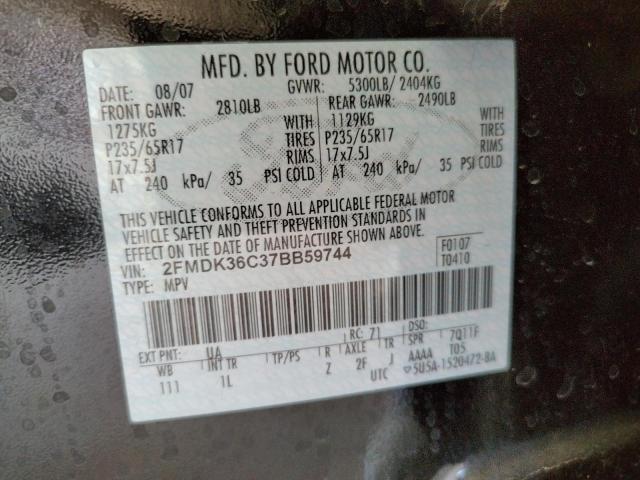 MFD. BY FORD MOTOR CO.
DATE: 08/07 GVWR: 5300LB/ 2404KG
FRONT GAWR: 2810LB REAR GAWR: 2490LB
1275KG WITH 1129KG WITH
P235/65R17 TIRES P235/65R17 TIRES
17x7.5J RIMS 17x7.5J RIMS
AT 240 kPa/ 35 PSI COLD AT 240 kPa/ 35 PSI COLD
THIS VEHICLE CONFORMS TO ALL APPLICABLE FEDERAL MOTOR
VEHICLE SAFETY AND THEFT PREVENTION STANDARDS IN
EFFECT ON THE DATE OF MANUFACTURE SHOWN ABOVE.
VIN: 2FMDK36C37BB59744 F0107
TYPE: MPV T0410
EXT PNT: UA RC: 71 DSO:
WB INT TR TP/PS R AXLE TR SPR 7Q11F
111 1L Z 2F J AAAA T05
UTC 5U5A-1520472-BA